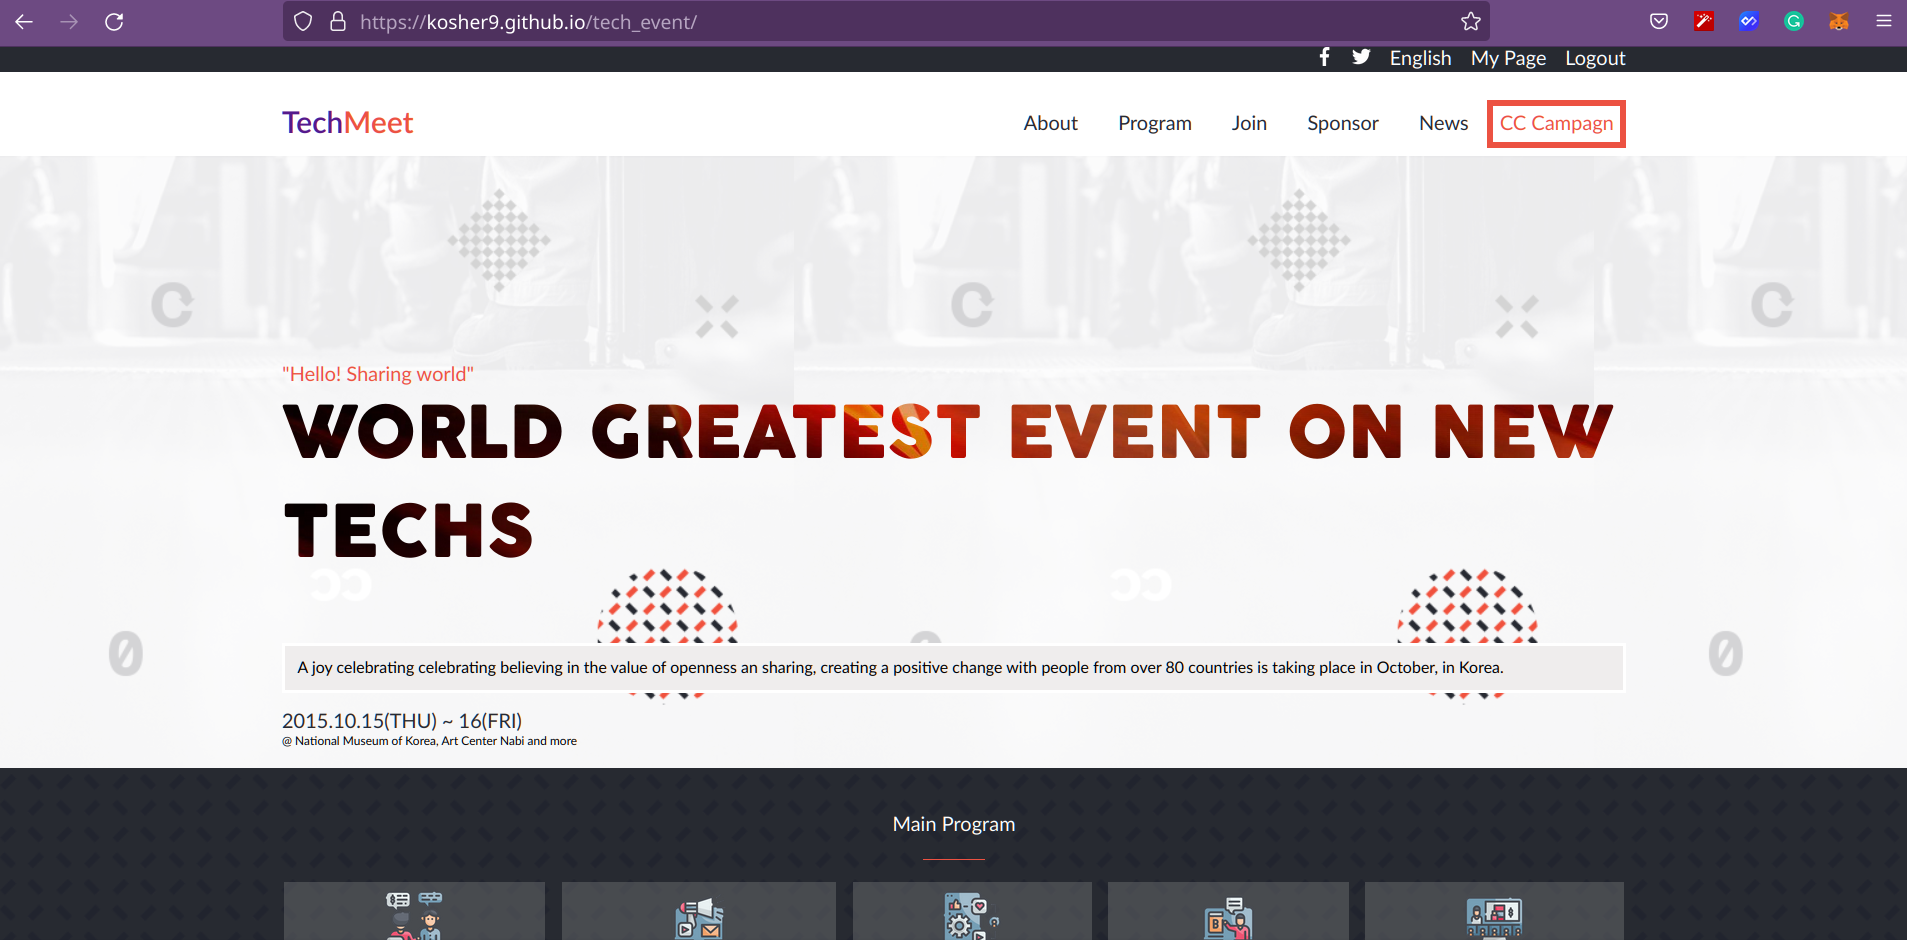 https://kosher9.github.io/tech_event/
English My Page Logout
TechMeet
About Program Join Sponsor News CC Campagn
"Hello! Sharing world"
WORLD GREATEST EVENT ON NEW
TECHS
A joy celebrating celebrating believing in the value of openness an sharing, creating a positive change with people from over 80 countries is taking place in October, in Korea.
2015.10.15(THU) ~ 16(FRI)
@ National Museum of Korea, Art Center Nabi and more
Main Program